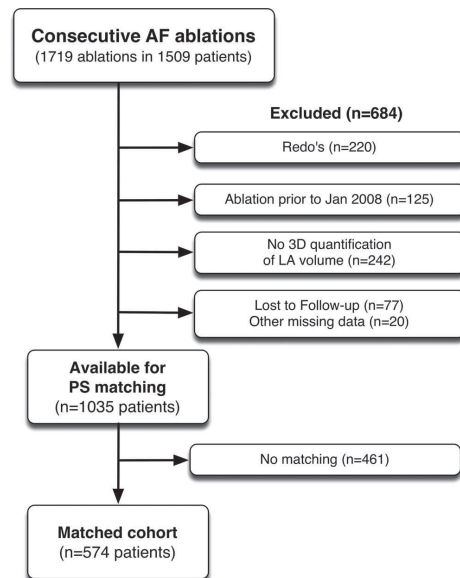 Consecutive AF ablations
(1719 ablations in 1509 patients)
Excluded (n=684)
Redo's (n=220)
Ablation prior to Jan 2008 (n=125)
No 3D quantification
of LA volume (n=242)
Lost to Follow-up (n=77)
Other missing data (n=20)
Available for
PS matching
(n=1035 patients)
No matching (n=461)
Matched cohort
(n=574 patients)